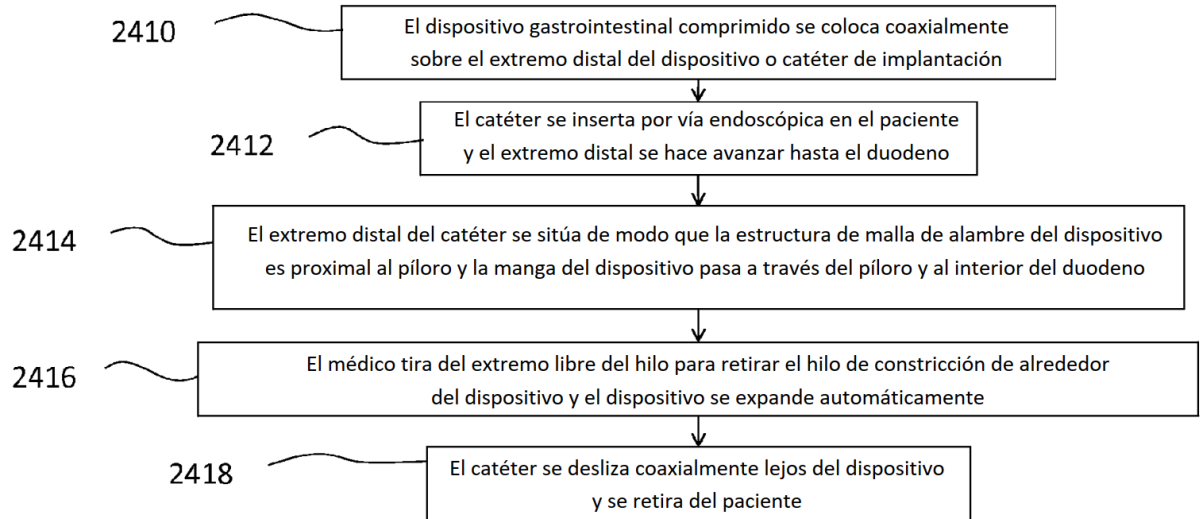 2410
El dispositivo gastrointestinal comprimido se coloca coaxialmente
sobre el extremo distal del dispositivo o catéter de implantación
2412
El catéter se inserta por vía endoscópica en el paciente
y el extremo distal se hace avanzar hasta el duodeno
2414
El extremo distal del catéter se sitúa de modo que la estructura de malla de alambre del dispositivo
es proximal al píloro y la manga del dispositivo pasa a través del píloro y al interior del duodeno
2416
El médico tira del extremo libre del hilo para retirar el hilo de constricción de alrededor
del dispositivo y el dispositivo se expande automáticamente
2418
El catéter se desliza coaxialmente lejos del dispositivo
y se retira del paciente